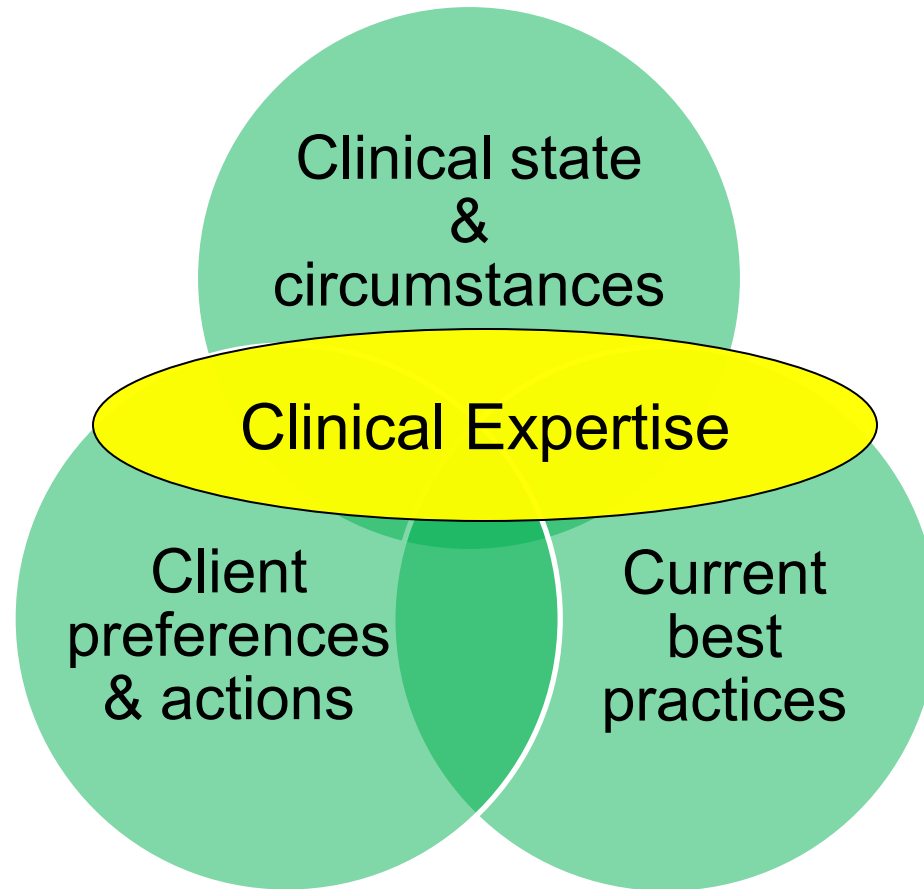 Clinical state
&
circumstances
Clinical Expertise
Client
preferences
& actions
Current
best
practices